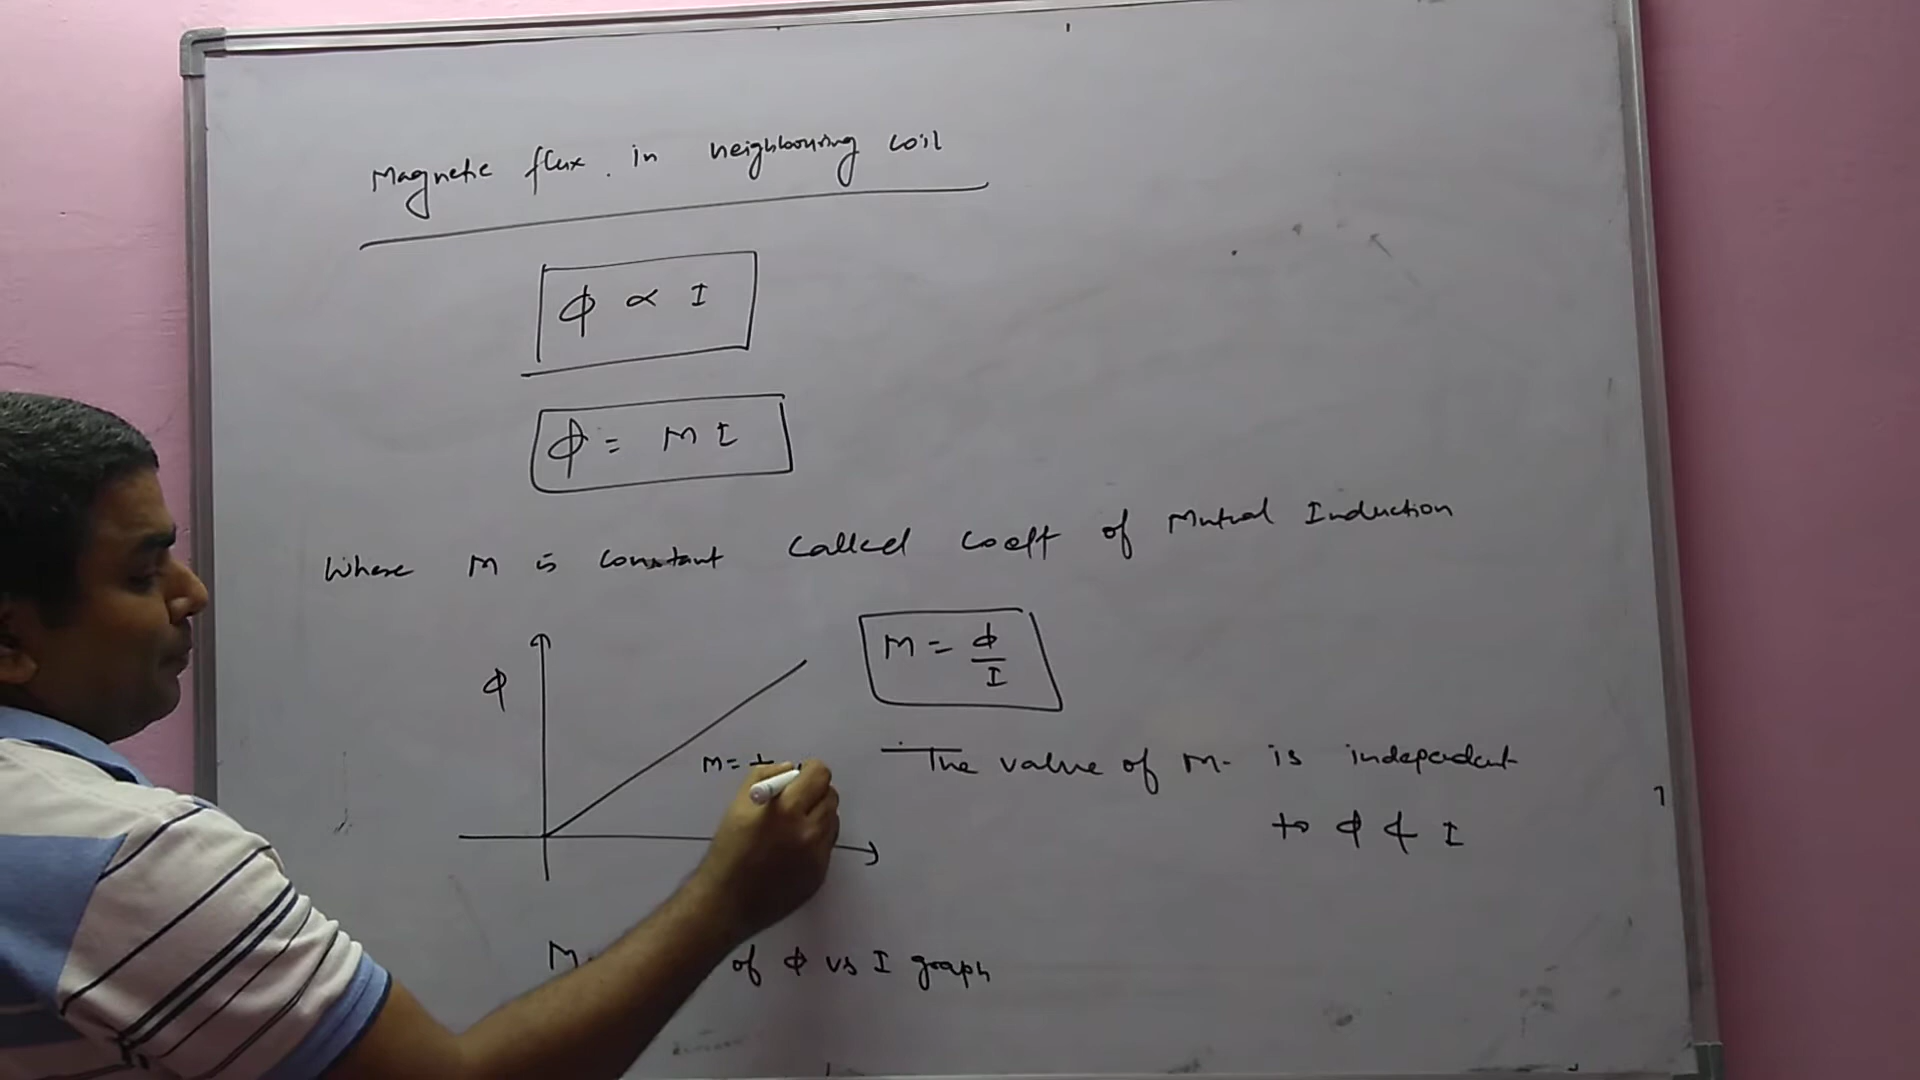 Magnetic flux in neighbouring coil
ϕ ∝ I
ϕ = M I
Where M is constant called coeff of Mutual Induction
M = ϕ/I
ϕ
M =
The value of M is independent
to ϕ & I
M of ϕ vs I graph